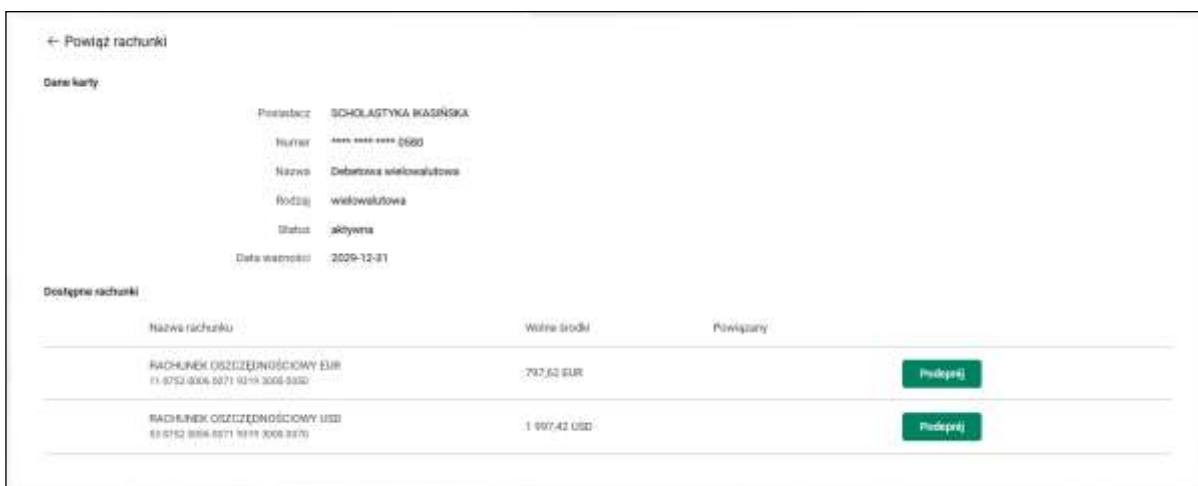 ← Powiąż rachunki
Dane karty
Posiadacz SCHOLASTYKA IKASIŃSKA
Numer **** **** **** 0560
Nazwa Debetowa wielowalutowa
Rodzaj wielowalutowa
Status aktywna
Data ważności 2029-12-31
Dostępne rachunki
Nazwa rachunku Wolne środki Powiązany
RACHUNEK OSZCZĘDNOŚCIOWY EUR 797,62 EUR Podepnij
RACHUNEK OSZCZĘDNOŚCIOWY USD 1 997,42 USD Podepnij